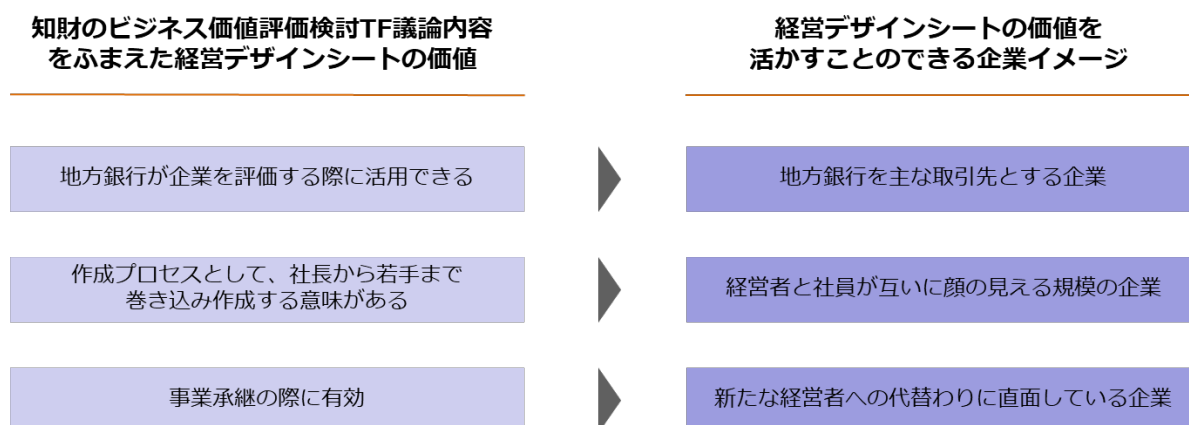 知財のビジネス価値評価検討TF議論内容
をふまえた経営デザインシートの価値
経営デザインシートの価値を
活かすことのできる企業イメージ
地方銀行が企業を評価する際に活用できる
地方銀行を主な取引先とする企業
作成プロセスとして、社長から若手まで
巻き込み作成する意味がある
経営者と社員が互いに顔の見える規模の企業
事業承継の際に有効
新たな経営者への代替わりに直面している企業